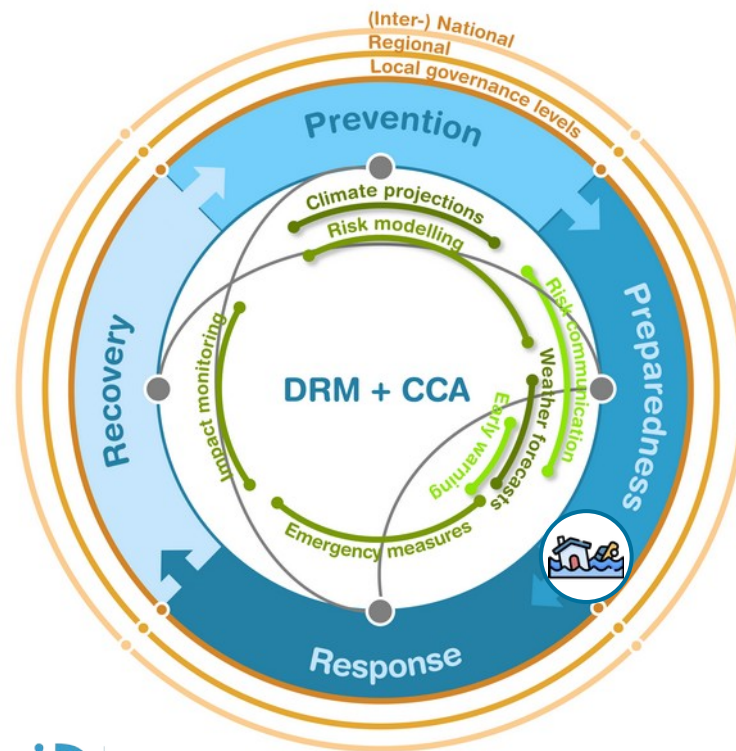 (Inter-) National
Regional
Local governance levels
Prevention
Climate projections
Risk modelling
Risk communication
Preparedness
Recovery
Impact monitoring
DRM + CCA
Weather forecasts
Early warning
Emergency measures
Response